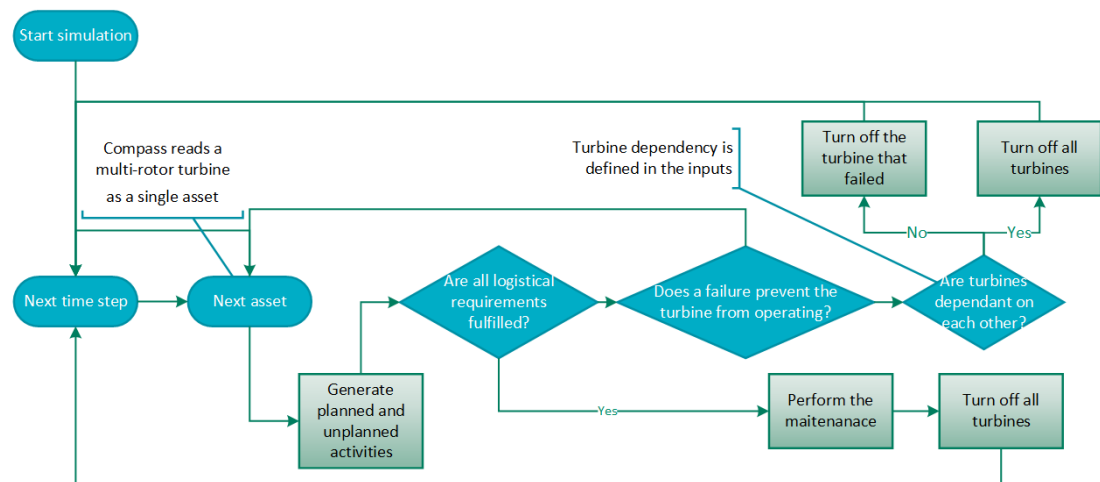 Start simulation
Compass reads a
multi-rotor turbine
as a single asset
Turbine dependency is
defined in the inputs
Turn off the
turbine that
failed
Turn off all
turbines
No
Yes
Next time step
Next asset
Are all logistical
requirements
fulfilled?
Does a failure prevent the
turbine from operating?
Are turbines
dependant on
each other?
Generate
planned and
unplanned
activities
Yes
Perform the
maitenanace
Turn off all
turbines